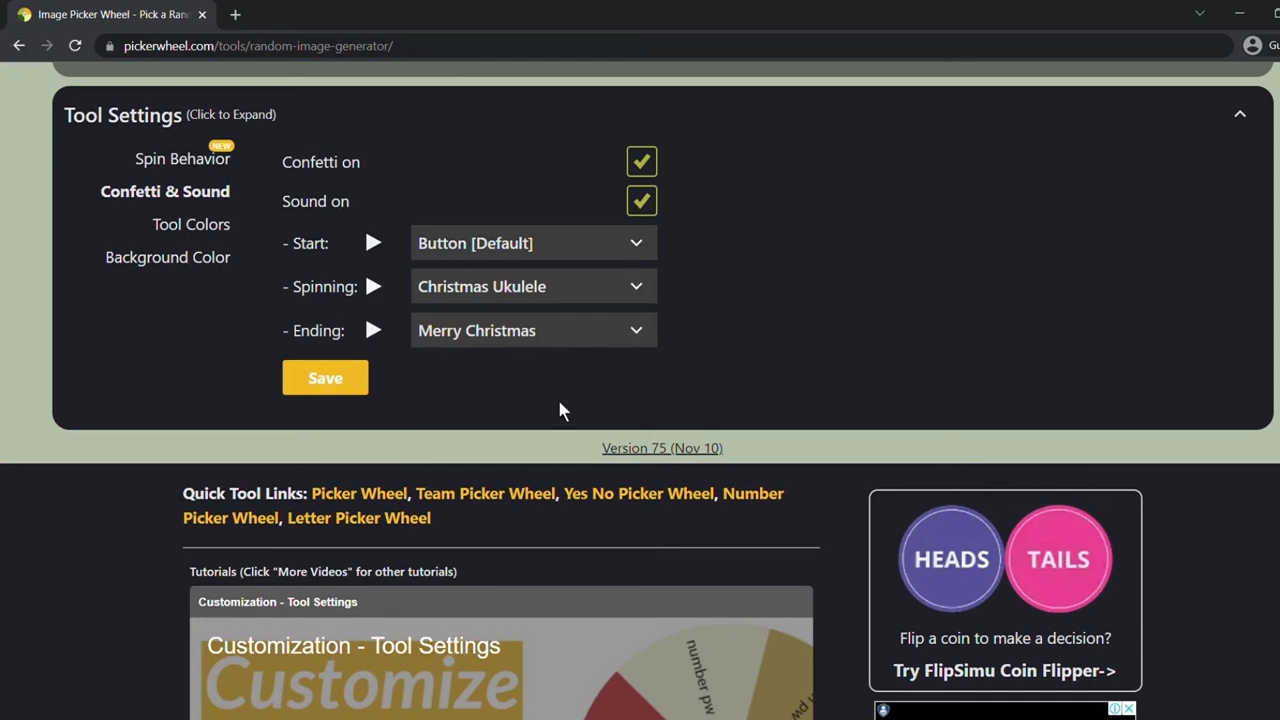 Image Picker Wheel - Pick a Ran
pickerwheel.com/tools/random-image-generator/
Gu
Tool Settings (Click to Expand)
NEW
Spin Behavior
Confetti & Sound
Tool Colors
Background Color
Confetti on
Sound on
- Start: Button [Default]
- Spinning: Christmas Ukulele
- Ending: Merry Christmas
Save
Version 75 (Nov 10)
Quick Tool Links: Picker Wheel, Team Picker Wheel, Yes No Picker Wheel, Number
Picker Wheel, Letter Picker Wheel
Tutorials (Click "More Videos" for other tutorials)
Customization - Tool Settings
Customization - Tool Settings
Customize
number pw
HEADS
TAILS
Flip a coin to make a decision?
Try FlipSimu Coin Flipper->